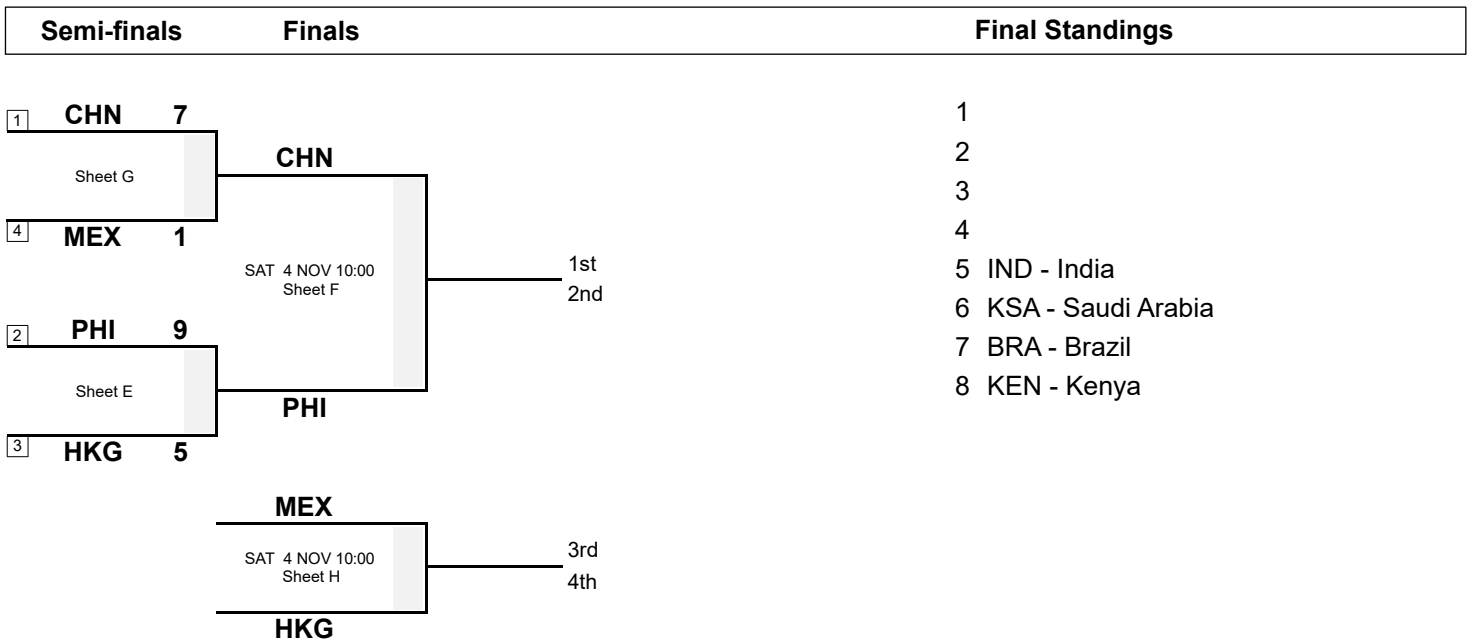 Semi-finals Finals Final Standings
1 CHN 7
Sheet G
4 MEX 1
2 PHI 9
Sheet E
3 HKG 5
CHN
SAT 4 NOV 10:00
Sheet F
PHI
1st
2nd
MEX
SAT 4 NOV 10:00
Sheet H
HKG
3rd
4th
1
2
3
4
5 IND - India
6 KSA - Saudi Arabia
7 BRA - Brazil
8 KEN - Kenya